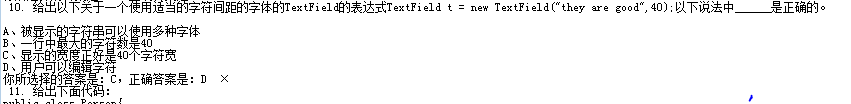 10. 给出以下关于一个使用适当的字符间距的字体的TextField的表达式TextField t = new TextField("they are good",40);以下说法中______是正确的。
A、被显示的字符串可以使用多种字体
B、一行中最大的字符数是40
C、显示的宽度正好是40个字符宽
D、用户可以编辑字符
你所选择的答案是：C，正确答案是：D ×
11. 给出下面代码：
public class Person{